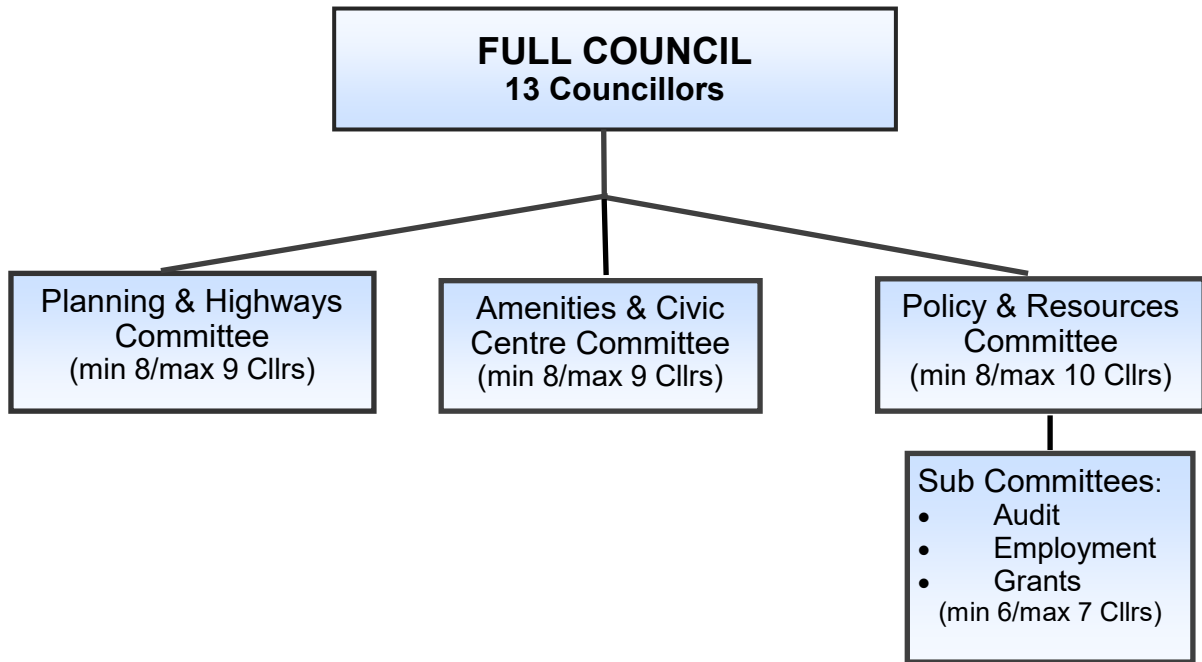 FULL COUNCIL
13 Councillors
Planning & Highways
Committee
(min 8/max 9 Cllrs)
Amenities & Civic
Centre Committee
(min 8/max 9 Cllrs)
Policy & Resources
Committee
(min 8/max 10 Cllrs)
Sub Committees:
• Audit
• Employment
• Grants
(min 6/max 7 Cllrs)